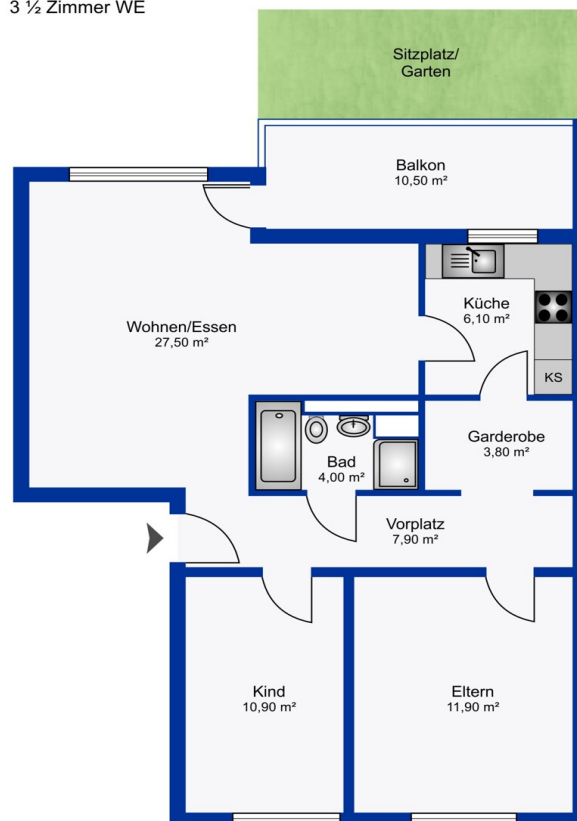 3 ½ Zimmer WE
Sitzplatz/
Garten
Balkon
10,50 m²
Wohnen/Essen
27,50 m²
Küche
6,10 m²
KS
Garderobe
3,80 m²
Bad
4,00 m²
Vorplatz
7,90 m²
Kind
10,90 m²
Eltern
11,90 m²